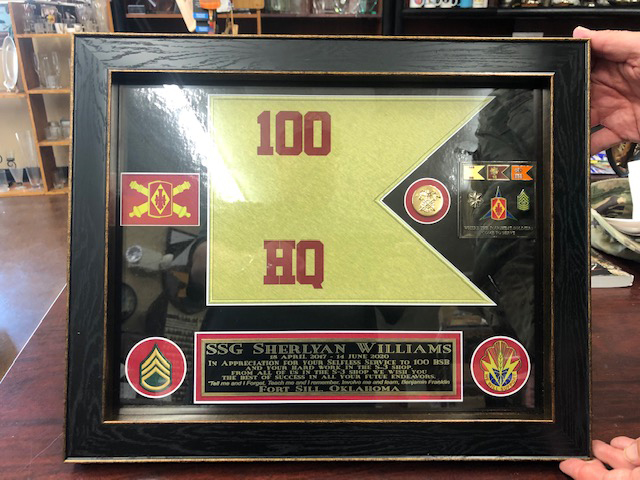 100
HQ
SSG SHERLYAN WILLIAMS
18 APRIL 2017 - 14 JUNE 2020
IN APPRECIATION FOR YOUR SELFLESS SERVICE TO 100 BSB
AND YOUR HARD WORK IN THE S-3 SHOP.
FROM ALL OF US IN THE S-3 SHOP WE WISH YOU
THE BEST OF SUCCESS IN ALL YOUR FUTUE ENDEAVORS.
"Tell me and I Forget, Teach me and I remember, Involve me and learn, Benjamin Franklin
FORT SILL, OKLAHOMA